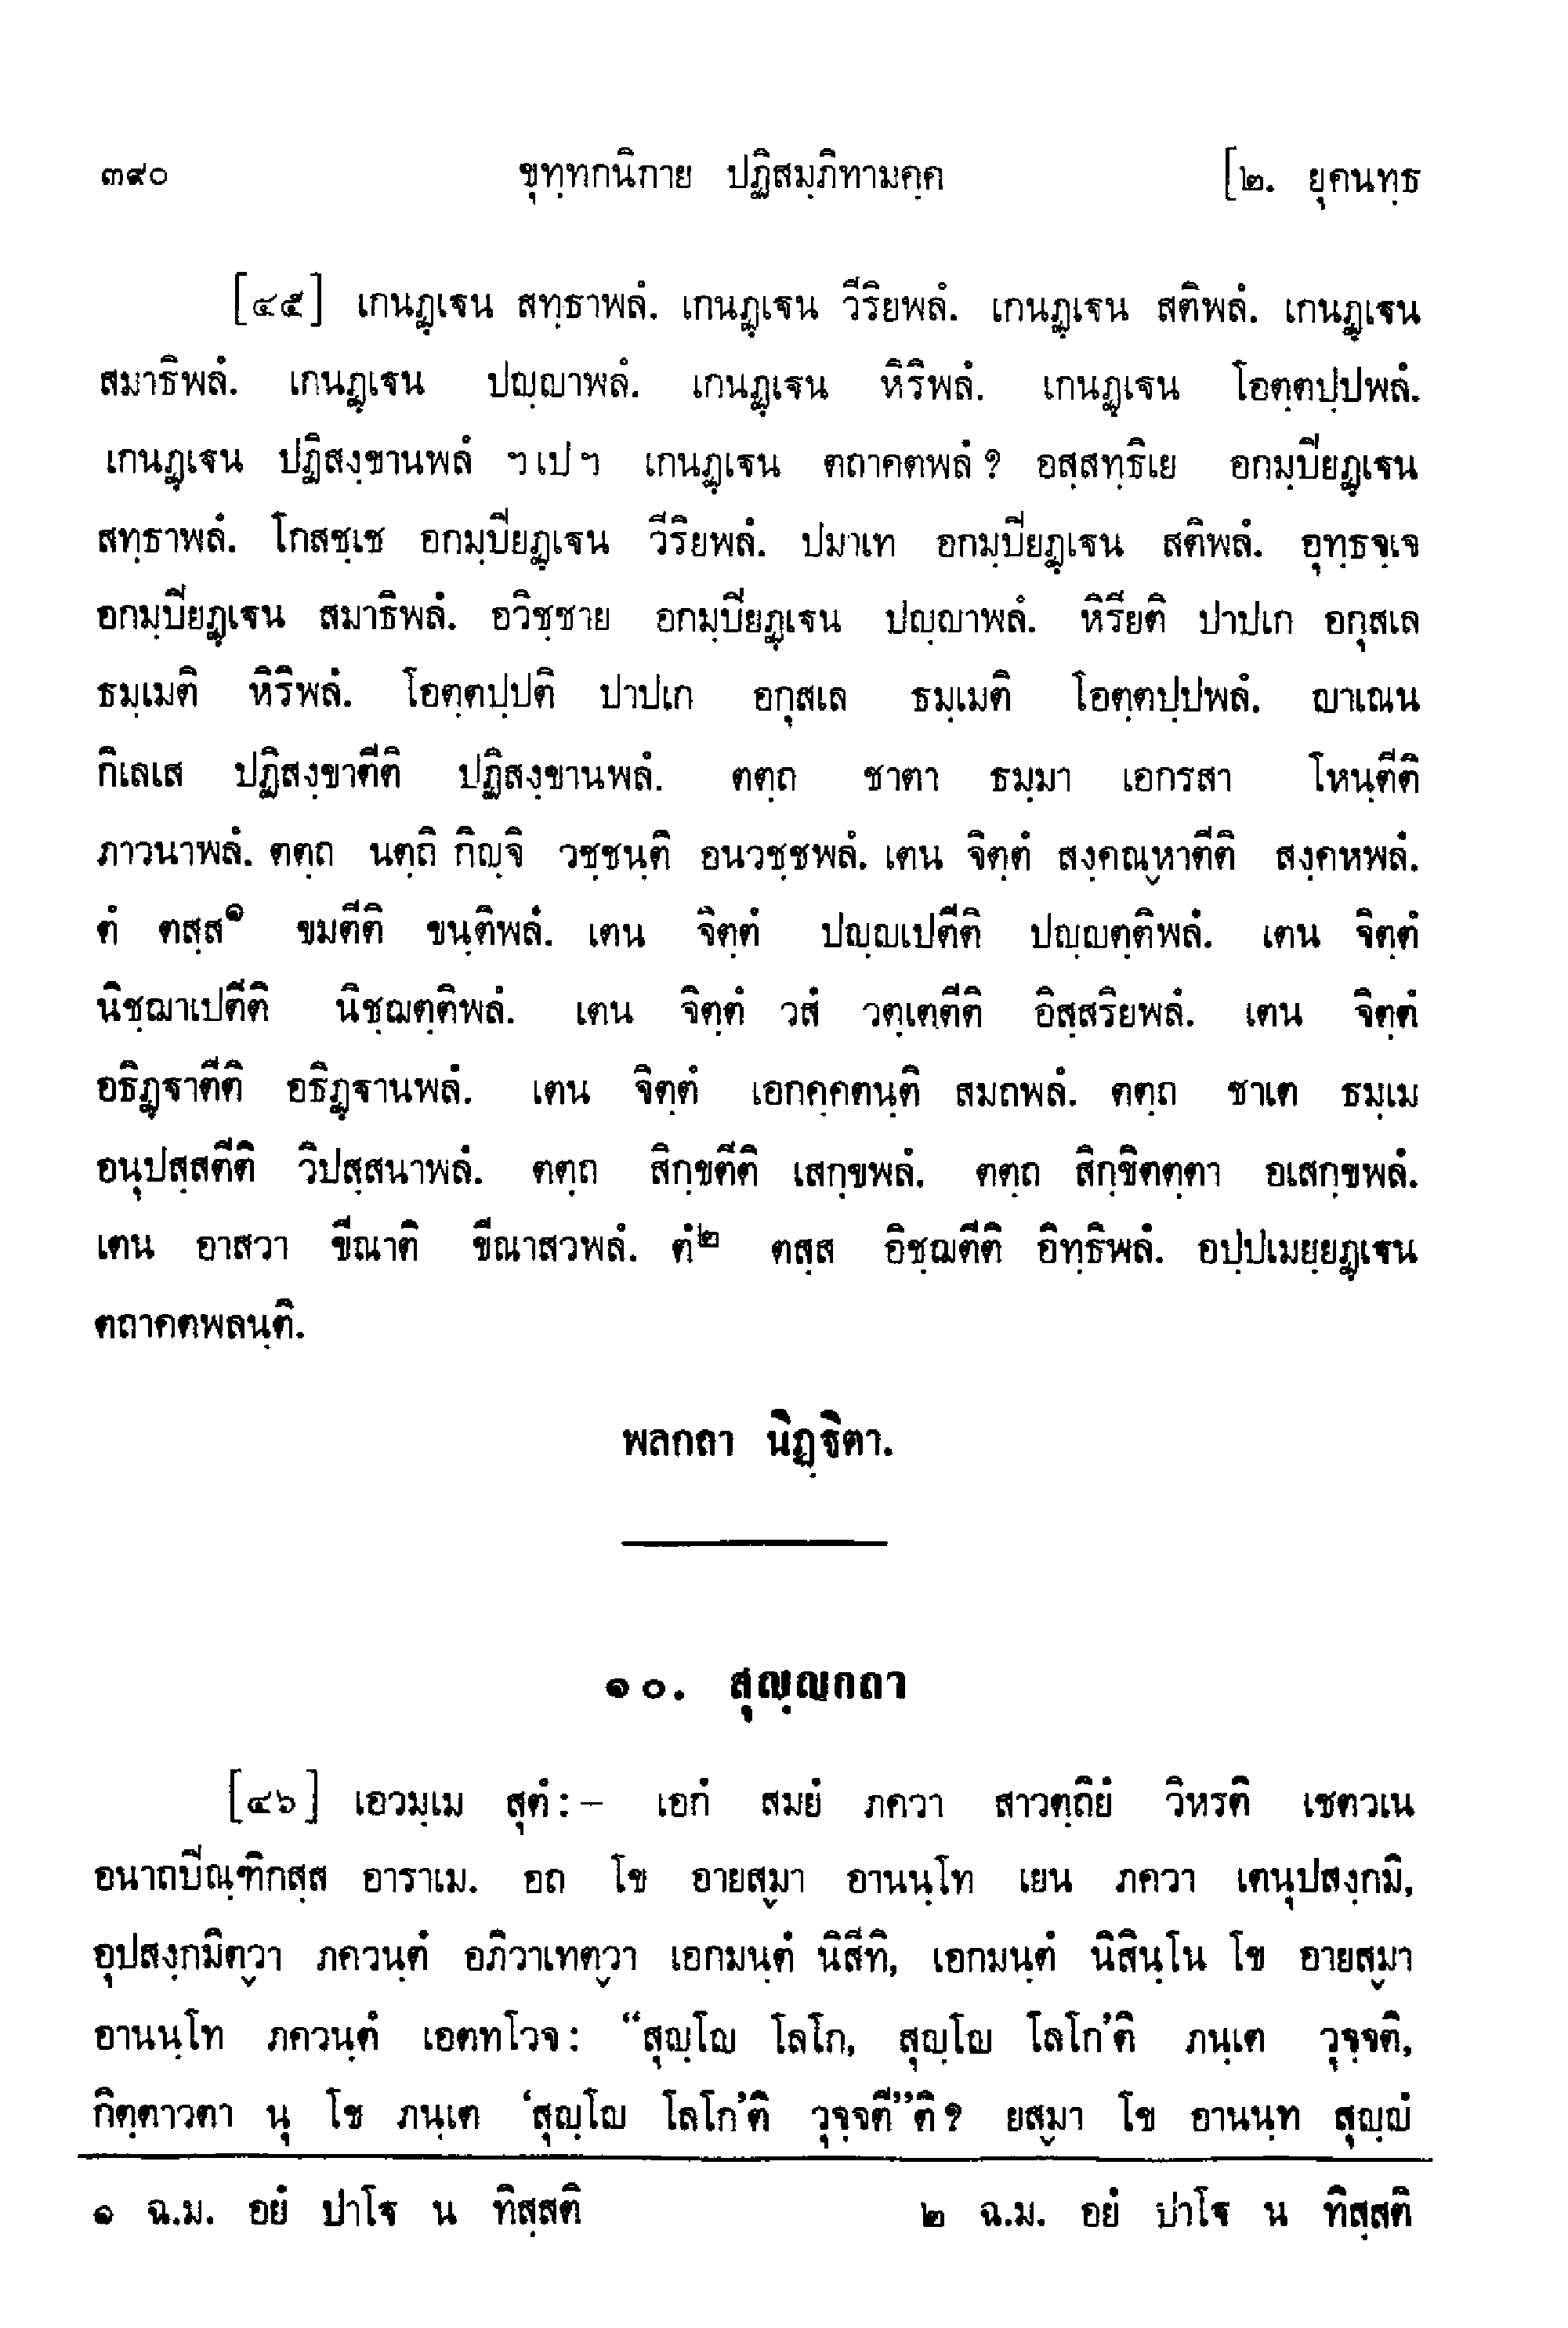 ๓๙๐ ขุทฺทกนิกาย ปฏิสมฺภิทามคฺค [๒. ยุคนทฺธ
[๔๕] เกนฏฺเฐน สทฺธาพลํ. เกนฏฺเฐน วีริยพลํ. เกนฏฺเฐน สติพลํ. เกนฏฺเฐน
สมาธิพลํ. เกนฏฺเฐน ปญฺญาพลํ. เกนฏฺเฐน หิริพลํ. เกนฏฺเฐน โอตฺตปฺปพลํ.
เกนฏฺเฐน ปฏิสงฺขานพลํ ฯ เป ฯ เกนฏฺเฐน ตถาคตพลํ ? อสฺสทฺธิเย อกมฺปิยฏฺเฐน
สทฺธาพลํ. โกสชฺเช อกมฺปิยฏฺเฐน วีริยพลํ. ปมาเท อกมฺปิยฏฺเฐน สติพลํ. อุทฺธจฺเจ
อกมฺปิยฏฺเฐน สมาธิพลํ. อวิชฺชาย อกมฺปิยฏฺเฐน ปญฺญาพลํ. หิรียติ ปาปเก อกุสเล
ธมฺเมติ หิริพลํ. โอตฺตปฺปติ ปาปเก อกุสเล ธมฺเมติ โอตฺตปฺปพลํ. ญาเณน
กิเลเส ปฏิสงฺขาตีติ ปฏิสงฺขานพลํ. ตตฺถ ชาตา ธมฺมา เอกรสา โหนฺตีติ
ภาวนาพลํ. ตตฺถ นตฺถิ กิญฺจิ วชฺชนฺติ อนวชฺชพลํ. เตน จิตฺตํ สงฺคณฺหาตีติ สงฺคหพลํ.
ตํ ตสฺส๑ ขมตีติ ขนฺติพลํ. เตน จิตฺตํ ปญฺญเปตีติ ปญฺญตฺติพลํ. เตน จิตฺตํ
นิชฺฌาเปตีติ นิชฺฌตฺติพลํ. เตน จิตฺตํ วสํ วตฺเตตีติ อิสฺสริยพลํ. เตน จิตฺตํ
อธิฏฺฐาตีติ อธิฏฺฐานพลํ. เตน จิตฺตํ เอกคฺคตนฺติ สมถพลํ. ตตฺถ ชาเต ธมฺเม
อนุปสฺสตีติ วิปสฺสนาพลํ. ตตฺถ สิกฺขตีติ เสกฺขพลํ. ตตฺถ สิกฺขิตตฺตา อเสกฺขพลํ.
เตน อาสวา ขีณาติ ขีณาสวพลํ. ตํ๒ ตสฺส อิชฺฌตีติ อิทฺธิพลํ. อปฺปเมยฺยฏฺเฐน
ตถาคตพลนฺติ.
พลกถา นิฏฺฐิตา.
๑๐. สุญฺญกถา
[๔๖] เอวมฺเม สุตํ : – เอกํ สมยํ ภควา สาวตฺถิยํ วิหรติ เชตวเน
อนาถปิณฺฑิกสฺส อาราเม. อถ โข อายสฺมา อานนฺโท เยน ภควา เตนุปสงฺกมิ,
อุปสงฺกมิตฺวา ภควนฺตํ อภิวาเทตฺวา เอกมนฺตํ นิสีทิ, เอกมนฺตํ นิสินฺโน โข อายสฺมา
อานนฺโท ภควนฺตํ เอตทโวจ : “สุญฺโญ โลโก, สุญฺโญ โลโก’ติ ภนฺเต วุจฺจติ,
กิตฺตาวตา นุ โข ภนฺเต ‘สุญฺโญ โลโก’ติ วุจฺจตี”ติ ? ยสฺมา โข อานนฺท สุญฺญํ
๑ ฉ.ม. อยํ ปาโฐ น ทิสฺสติ ๒ ฉ.ม. อยํ ปาโฐ น ทิสฺสติ